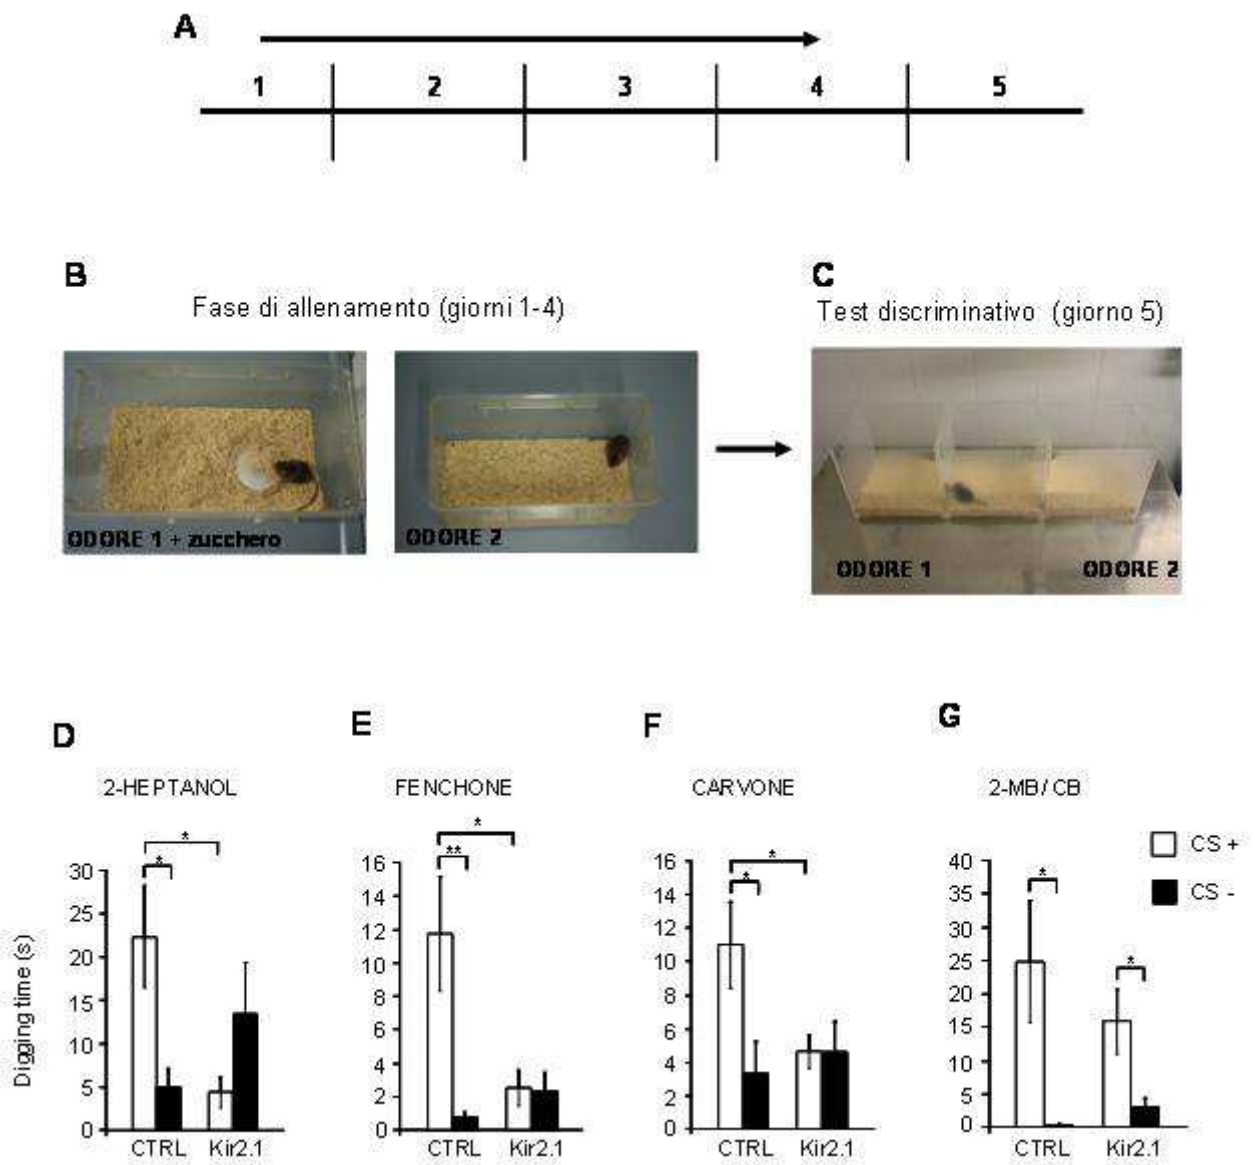 A
1 2 3 4 5
B
Fase di allenamento (giorni 1-4)
ODORE 1 + zucchero
ODORE 2
C
Test discriminativo (giorno 5)
ODORE 1
ODORE 2
D
2-HEPTANOL
*
*
Digging time (s)
30
25
20
15
10
5
0
CTRL Kir2.1
E
FENCHONE
*
**
16
14
12
10
8
6
4
2
0
CTRL Kir2.1
F
CARVONE
*
*
16
14
12
10
8
6
4
2
0
CTRL Kir2.1
G
2-MB/ CB
*
*
40
35
30
25
20
15
10
5
0
CTRL Kir2.1
CS +
CS -